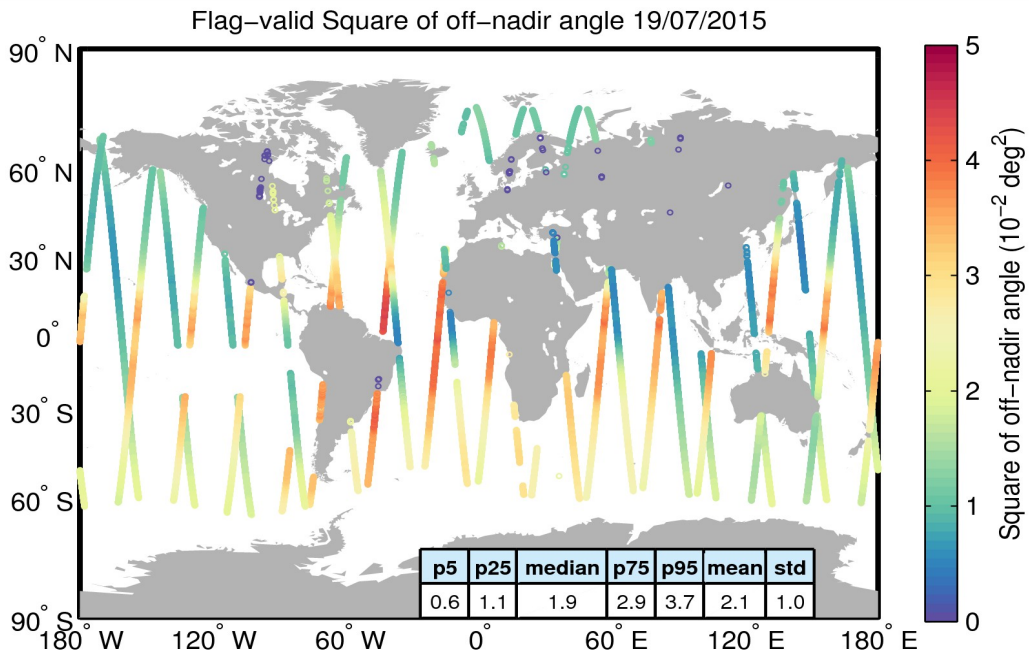 Flag−valid Square of off−nadir angle 19/07/2015
90° N
60° N
30° N
0°
30° S
60° S
90° S
180° W
120° W
60° W
0°
60° E
120° E
180° E
p5 p25 median p75 p95 mean std
0.6 1.1 1.9 2.9 3.7 2.1 1.0
5
4
3
2
1
0
Square of off−nadir angle (10⁻² deg²)